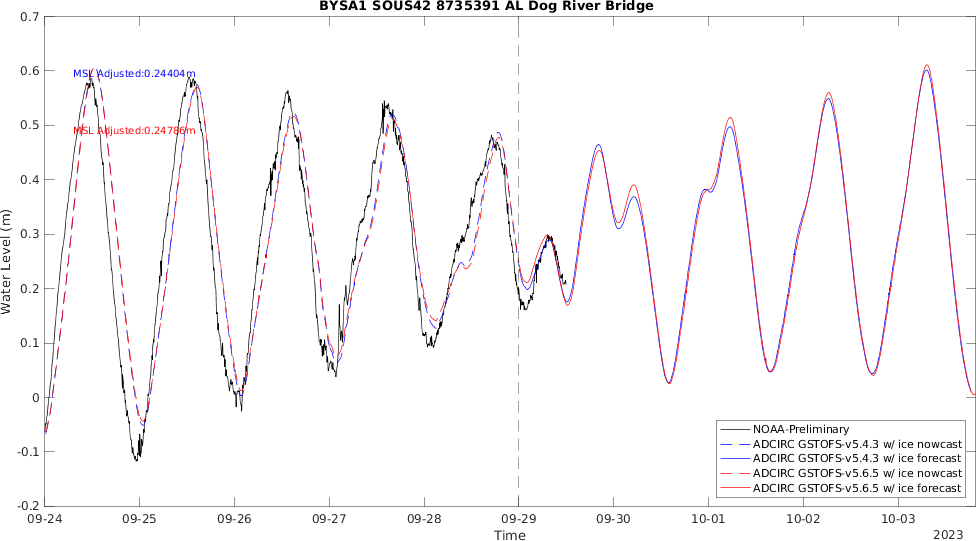 BYSA1 SOUS42 8735391 AL Dog River Bridge
0.7
0.6
0.5
0.4
0.3
0.2
0.1
0
-0.1
-0.2
Water Level (m)
MSL Adjusted:0.24404m
MSL Adjusted:0.24786m
NOAA-Preliminary
ADCIRC GSTOFS-v5.4.3 w/ ice nowcast
ADCIRC GSTOFS-v5.4.3 w/ ice forecast
ADCIRC GSTOFS-v5.6.5 w/ ice nowcast
ADCIRC GSTOFS-v5.6.5 w/ ice forecast
09-24 09-25 09-26 09-27 09-28 09-29 09-30 10-01 10-02 10-03
Time
2023